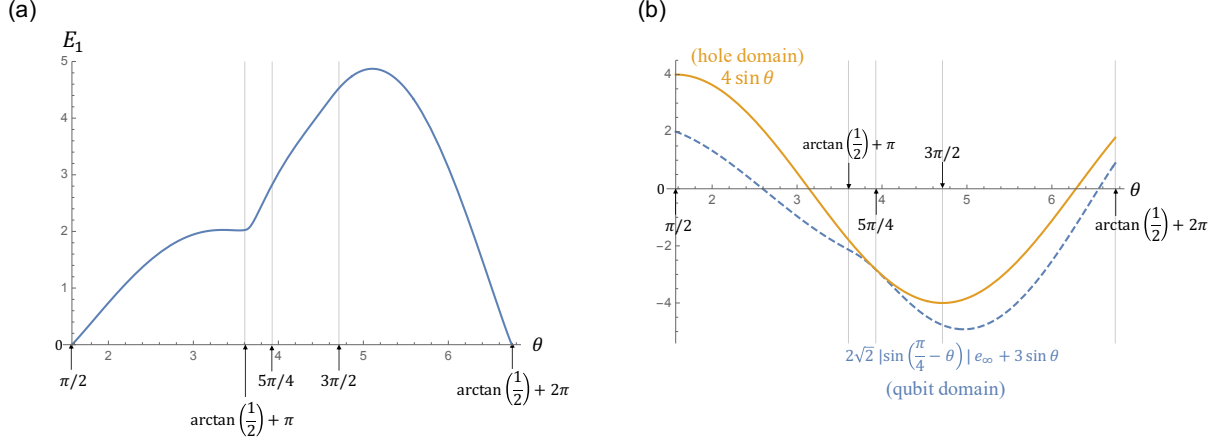 (a)
E₁
5
4
3
2
1
0
2 3 4 5 6 θ
π/2 5π/4 3π/2 arctan(1/2) + 2π
arctan(1/2) + π
(b)
(hole domain)
4 sin θ
4
2
0
−2
−4
arctan(1/2) + π 3π/2
2 3 4 5 6 θ
π/2 5π/4 arctan(1/2) + 2π
2√2 |sin(π/4 − θ)| e∞ + 3 sin θ
(qubit domain)